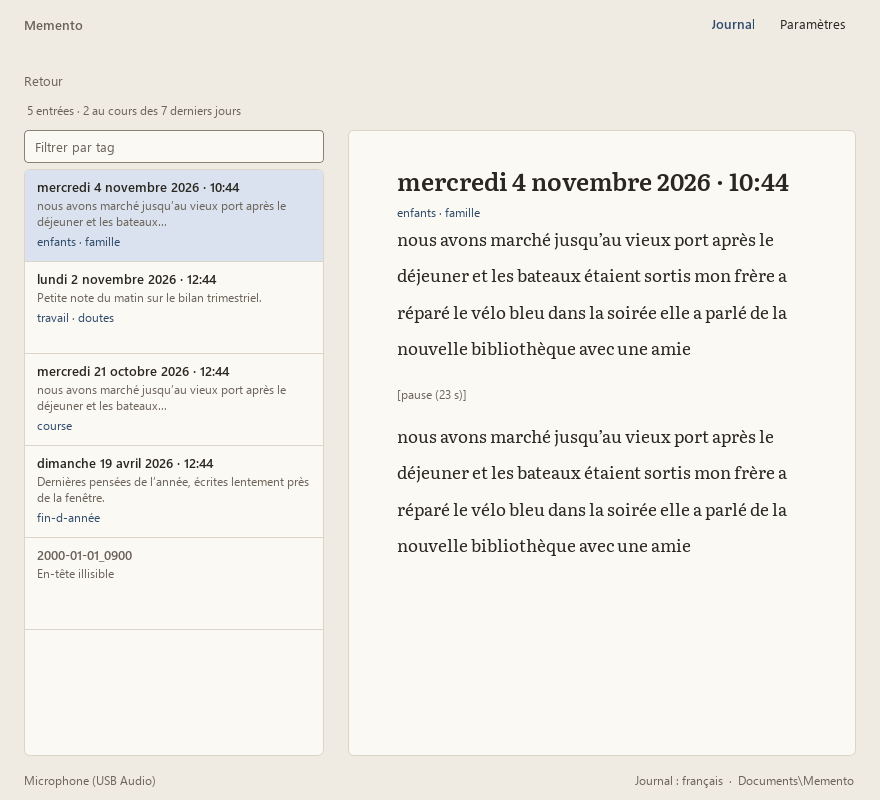 Memento
Journal
Paramètres
Retour
5 entrées · 2 au cours des 7 derniers jours
Filtrer par tag
mercredi 4 novembre 2026 · 10:44
nous avons marché jusqu’au vieux port après le
déjeuner et les bateaux…
enfants · famille
lundi 2 novembre 2026 · 12:44
Petite note du matin sur le bilan trimestriel.
travail · doutes
mercredi 21 octobre 2026 · 12:44
nous avons marché jusqu’au vieux port après le
déjeuner et les bateaux…
course
dimanche 19 avril 2026 · 12:44
Dernières pensées de l’année, écrites lentement près
de la fenêtre.
fin-d-année
2000-01-01_0900
En-tête illisible
mercredi 4 novembre 2026 · 10:44
enfants · famille
nous avons marché jusqu’au vieux port après le
déjeuner et les bateaux étaient sortis mon frère a
réparé le vélo bleu dans la soirée elle a parlé de la
nouvelle bibliothèque avec une amie
[pause (23 s)]
nous avons marché jusqu’au vieux port après le
déjeuner et les bateaux étaient sortis mon frère a
réparé le vélo bleu dans la soirée elle a parlé de la
nouvelle bibliothèque avec une amie
Microphone (USB Audio)
Journal : français · Documents\Memento